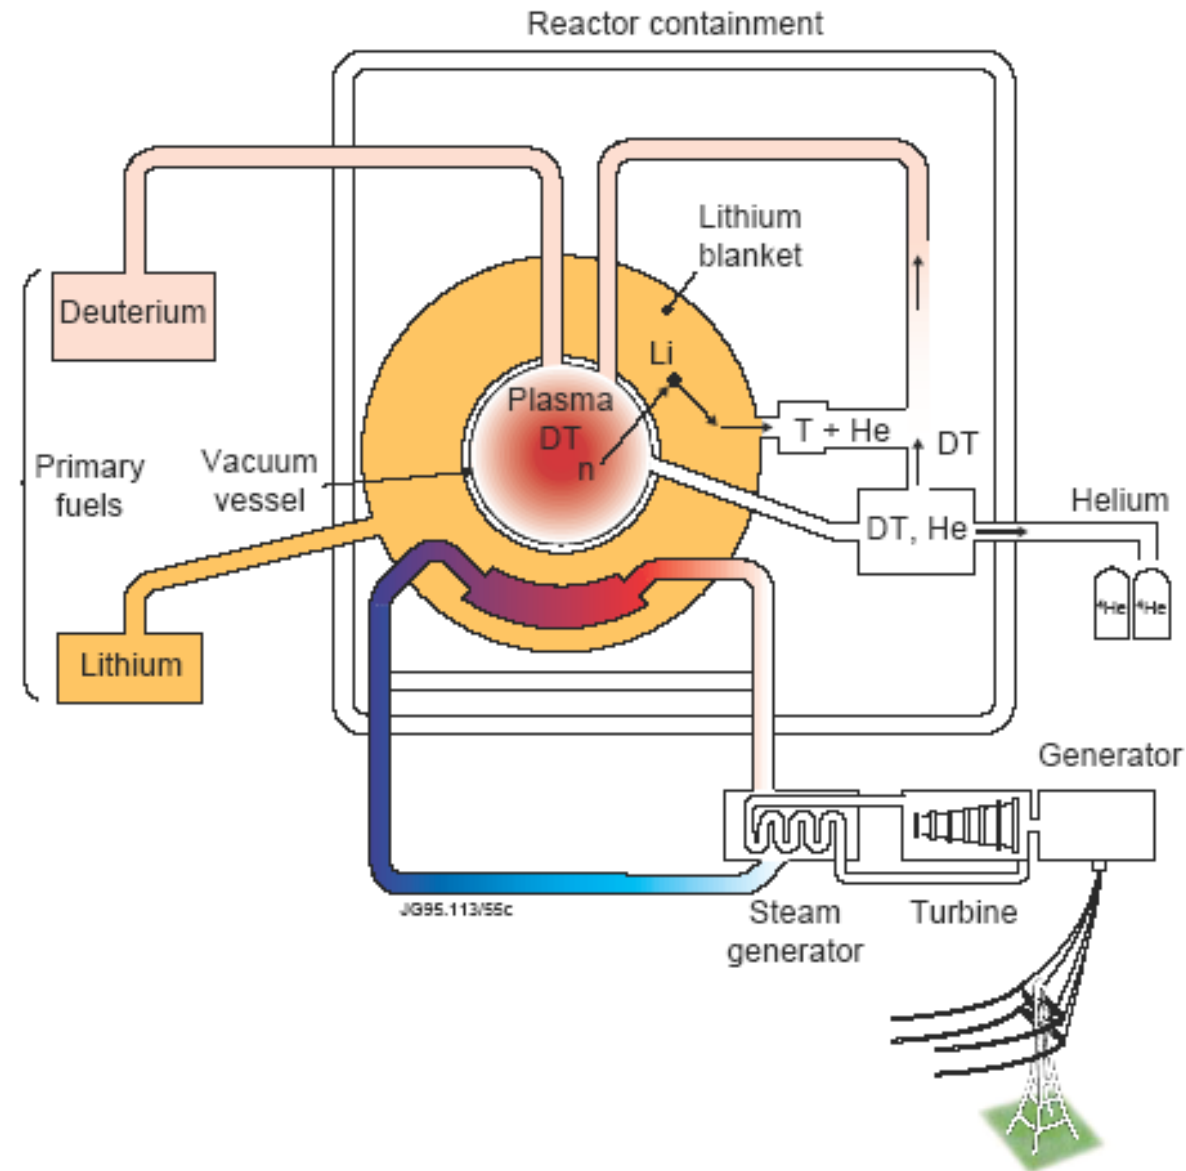 Reactor containment
Lithium
blanket
Deuterium
Li
Plasma
DT
n
T + He
DT
Primary
fuels
Vacuum
vessel
DT, He
Helium
⁴He
⁴He
Lithium
Generator
JG95.113/55c
Steam
generator
Turbine